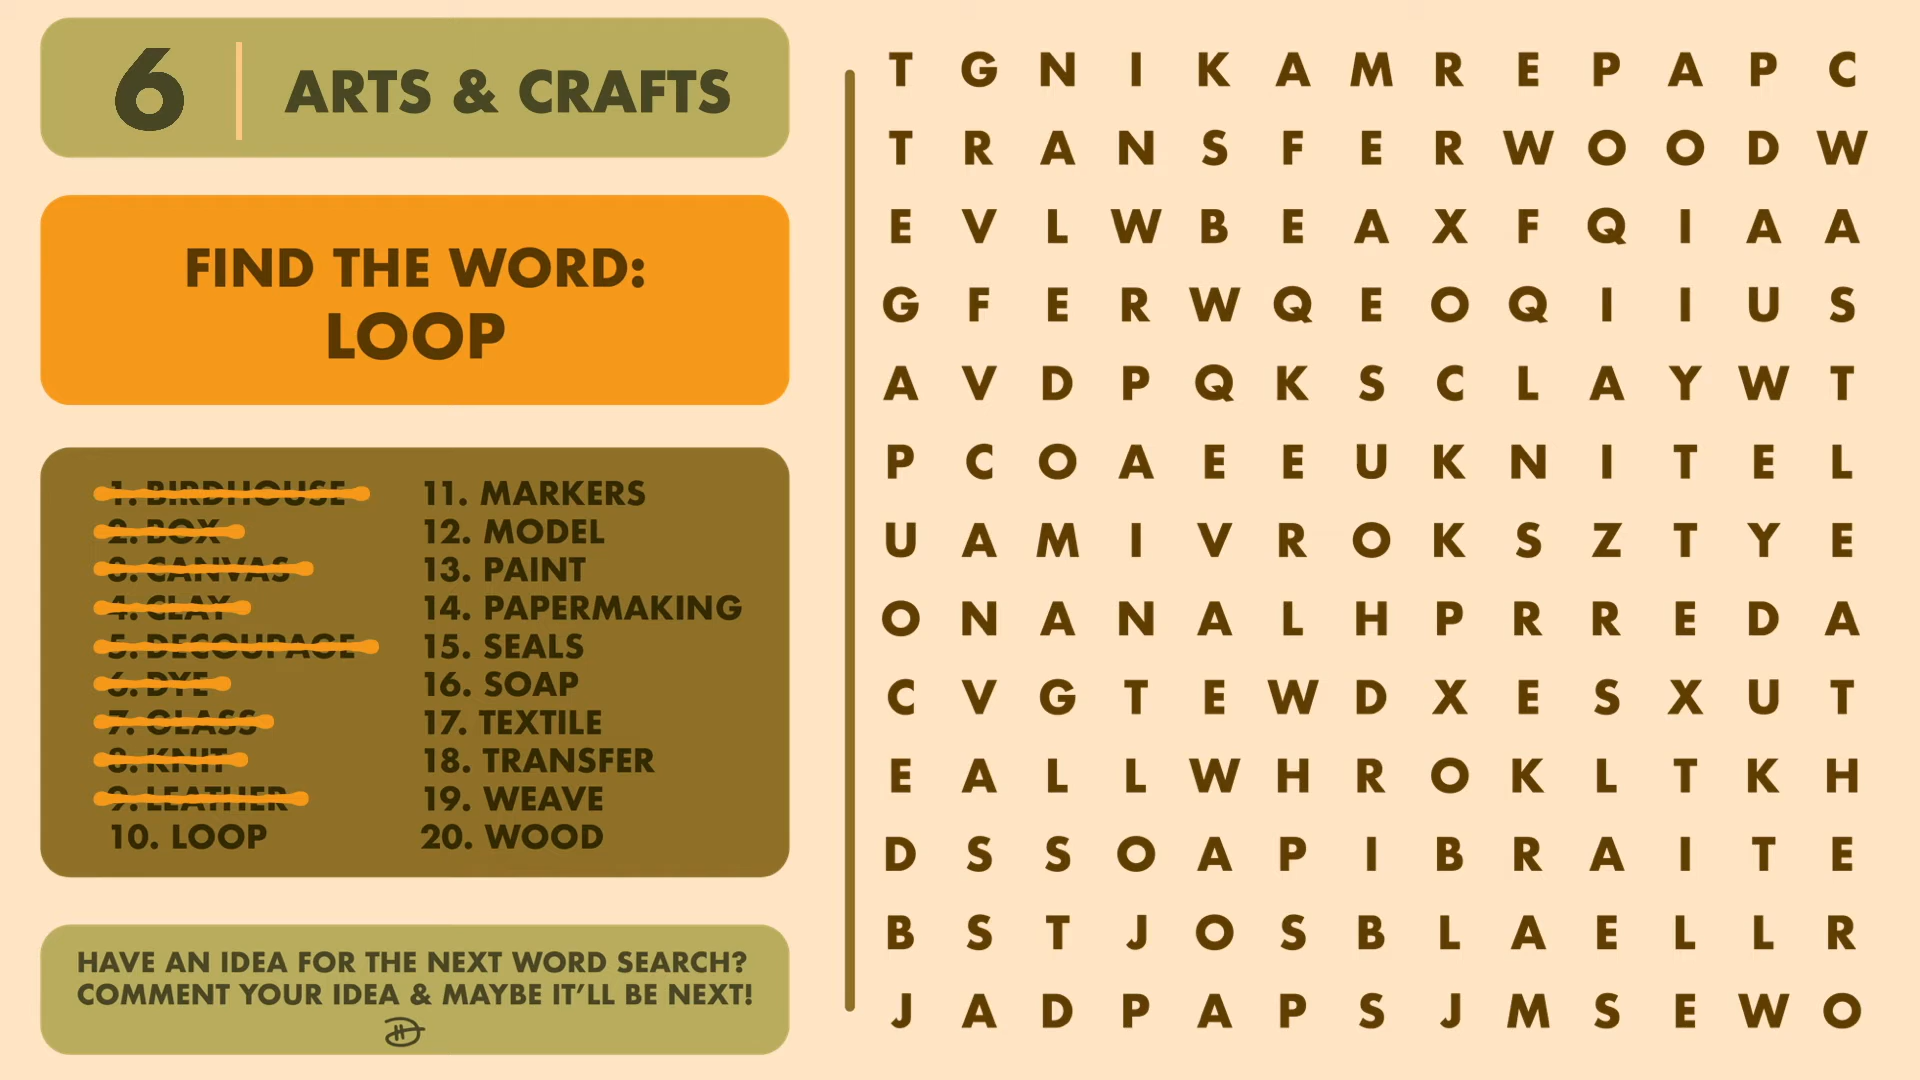 6 | ARTS & CRAFTS
FIND THE WORD:
LOOP
1. BIRDHOUSE
2. BOX
3. CANVAS
4. CLAY
5. DECOUPAGE
6. DYE
7. GLASS
8. KNIT
9. LEATHER
10. LOOP
11. MARKERS
12. MODEL
13. PAINT
14. PAPERMAKING
15. SEALS
16. SOAP
17. TEXTILE
18. TRANSFER
19. WEAVE
20. WOOD
HAVE AN IDEA FOR THE NEXT WORD SEARCH?
COMMENT YOUR IDEA & MAYBE IT'LL BE NEXT!
T G N I K A M R E P A P C
T R A N S F E R W O O D W
E V L W B E A X F Q I A A
G F E R W Q E O Q I I U S
A V D P Q K S C L A Y W T
P C O A E E U K N I T E L
U A M I V R O K S Z T Y E
O N A N A L H P R R E D A
C V G T E W D X E S X U T
E A L L W H R O K L T K H
D S S O A P I B R A I T E
B S T J O S B L A E L L R
J A D P A P S J M S E W O